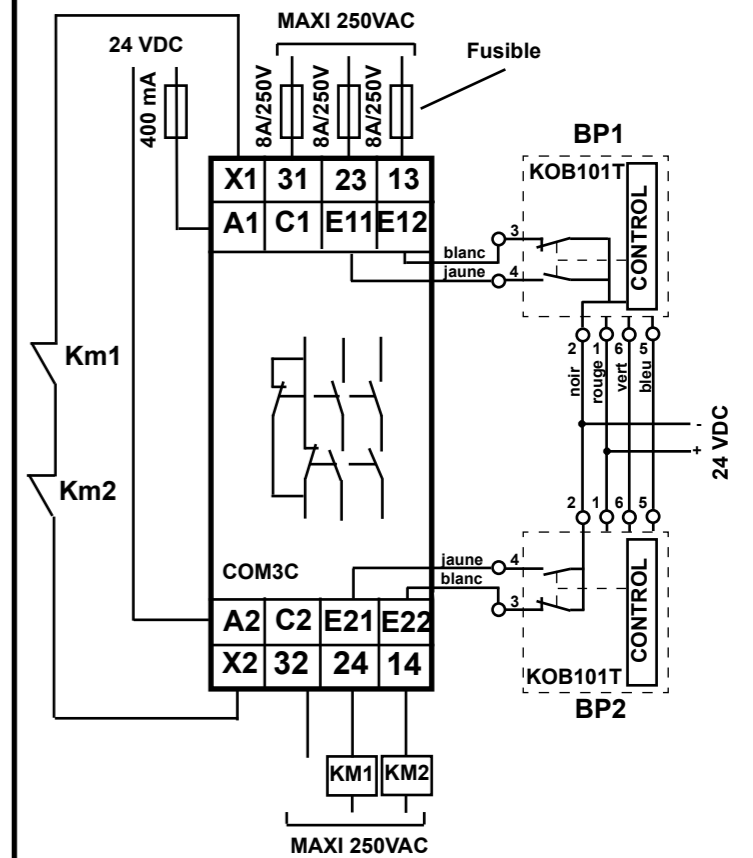 MAXI 250VAC
24 VDC
Fusible
400 mA
8A/250V
8A/250V
8A/250V
BP1
KOB101T
CONTROL
X1 31 23 13
A1 C1 E11 E12
blanc 3
jaune 4
2 1 6 5
noir
rouge
vert
bleu
Km1
-
+
24 VDC
Km2
2 1 6 5
COM3C
jaune 4
blanc 3
CONTROL
A2 C2 E21 E22
X2 32 24 14
KOB101T
BP2
KM1 KM2
MAXI 250VAC